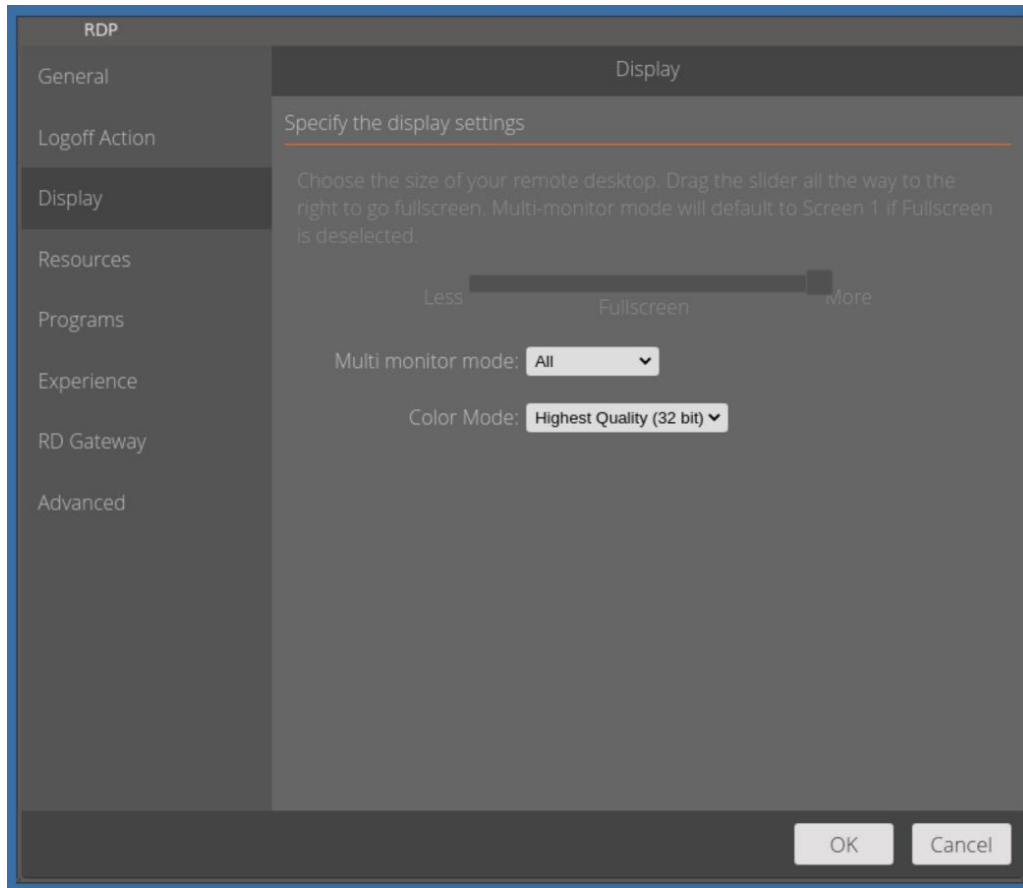 RDP
General
Logoff Action
Display
Resources
Programs
Experience
RD Gateway
Advanced
Display
Specify the display settings
Choose the size of your remote desktop. Drag the slider all the way to the
right to go fullscreen. Multi-monitor mode will default to Screen 1 if Fullscreen
is deselected.
Less
More
Fullscreen
Multi monitor mode: All
Color Mode: Highest Quality (32 bit)
OK Cancel